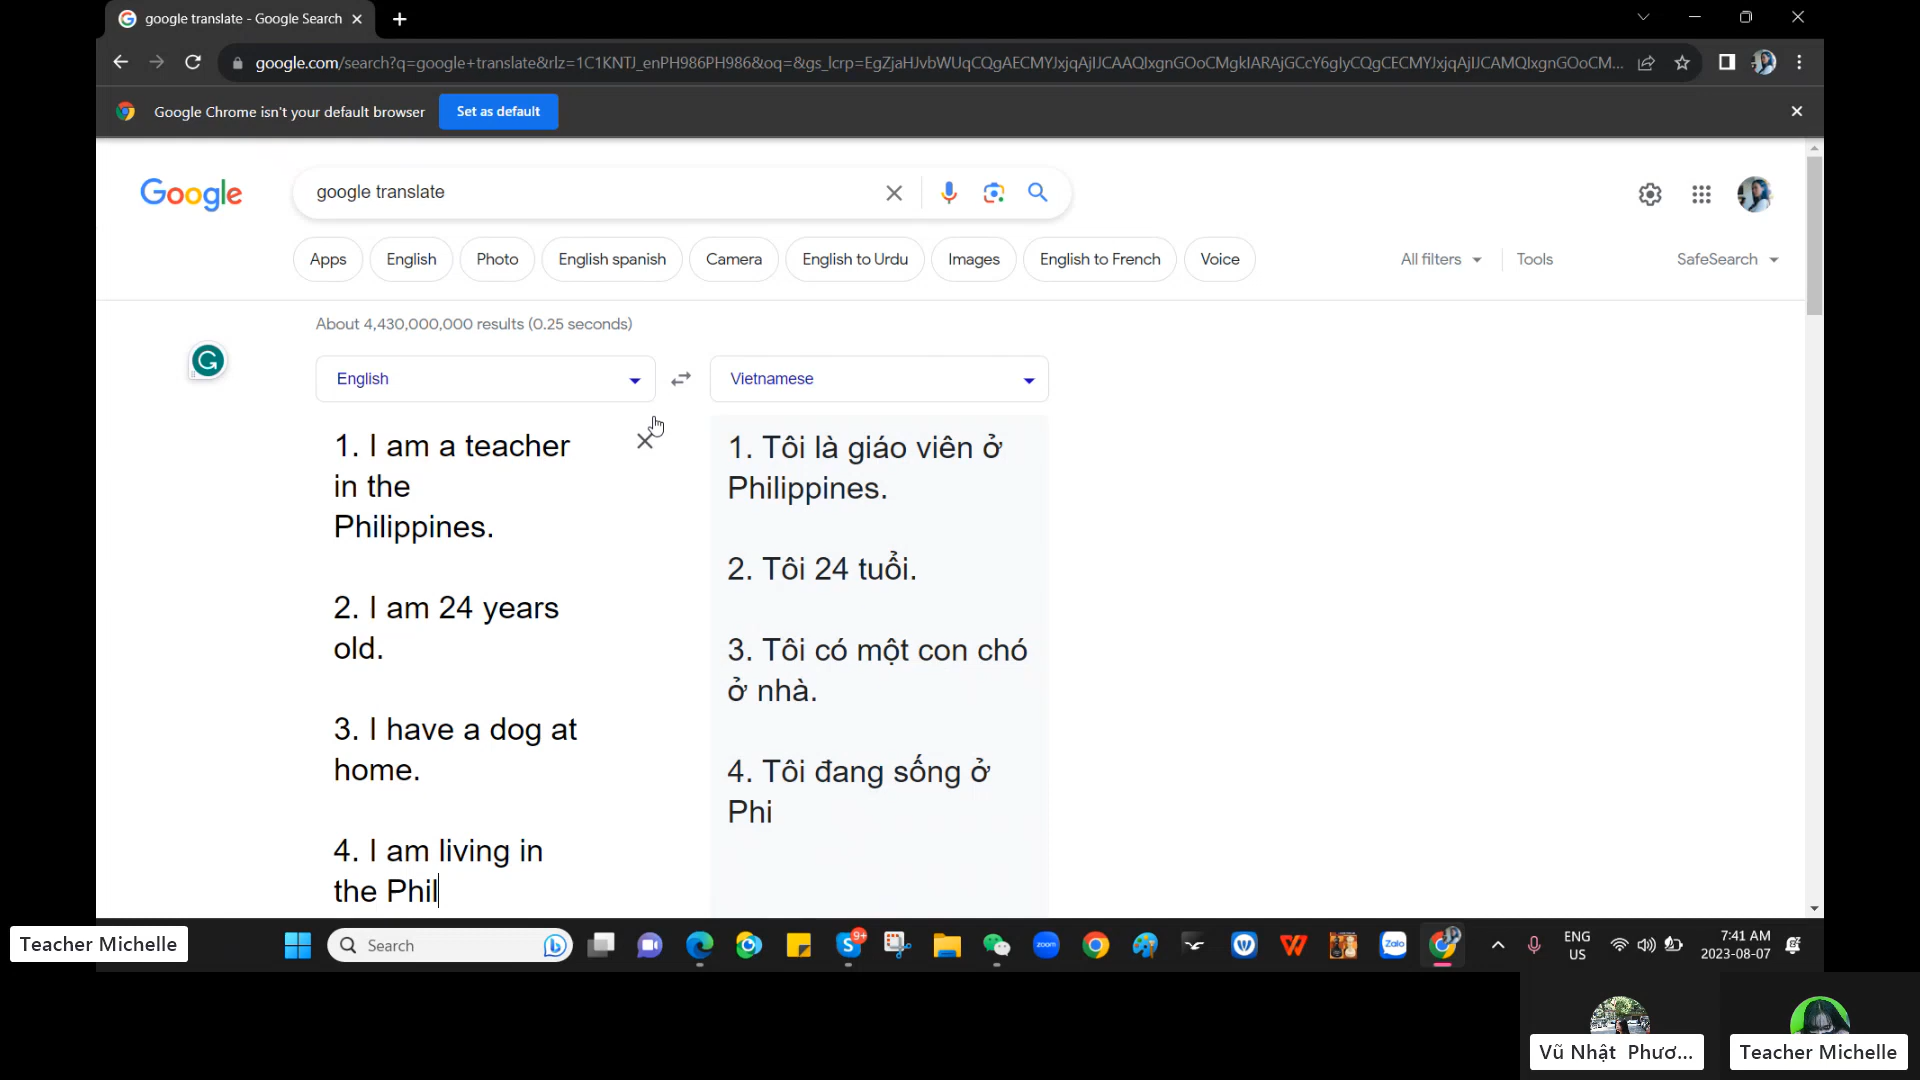 google translate - Google Search
google.com/search?q=google+translate&rlz=1C1KNTJ_enPH986PH986&oq=&gs_lcrp=EgZjaHJvbWUqCQgAECMYJxjqAjIJCAAQIxgnGOoCMgkIARAjGCcY6gIyCQgCECMYJxjqAjIJCAMQIxgnGOoCM...
Google Chrome isn't your default browser
Set as default
Google
google translate
Apps
English
Photo
English spanish
Camera
English to Urdu
Images
English to French
Voice
All filters
Tools
SafeSearch
About 4,430,000,000 results (0.25 seconds)
English
Vietnamese
1. I am a teacher
in the
Philippines.
2. I am 24 years
old.
3. I have a dog at
home.
4. I am living in
the Phil
1. Tôi là giáo viên ở
Philippines.
2. Tôi 24 tuổi.
3. Tôi có một con chó
ở nhà.
4. Tôi đang sống ở
Phi
Teacher Michelle
Search
9+
zoom
Zalo
ENG
US
7:41 AM
2023-08-07
Vũ Nhật Phươ...
Teacher Michelle